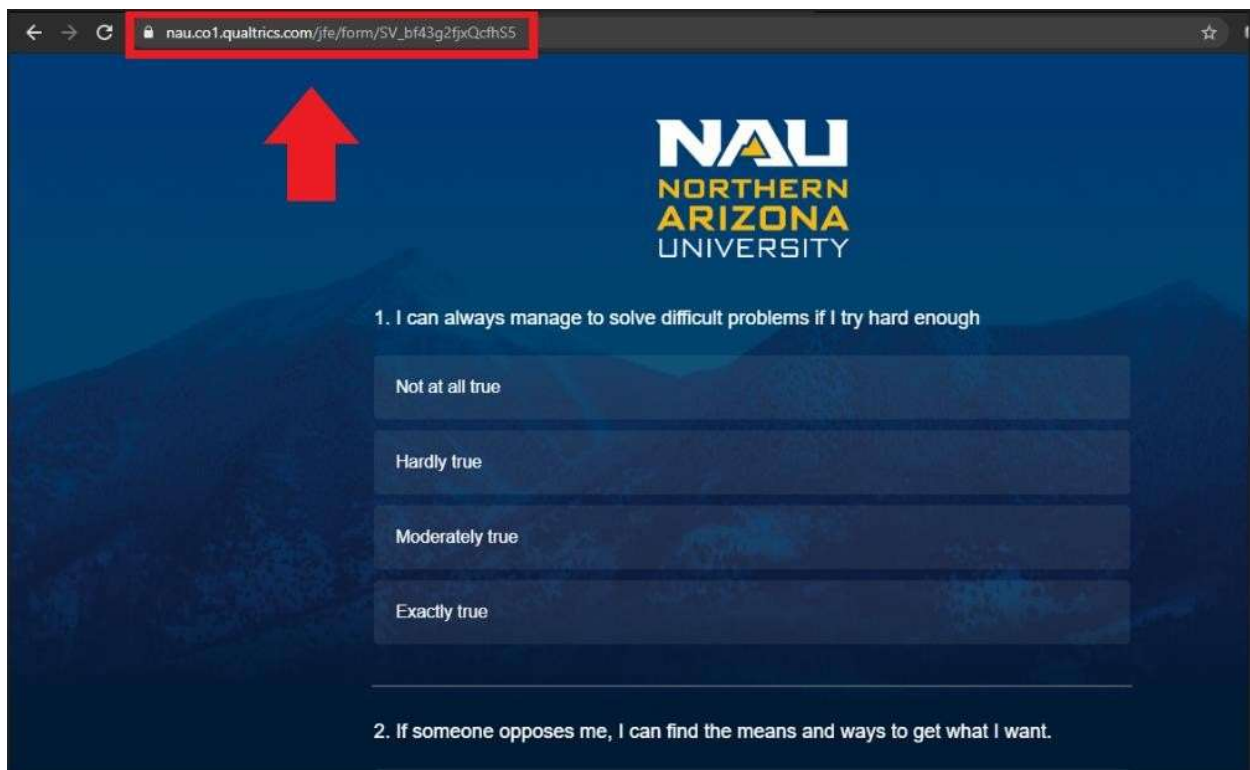 nau.co1.qualtrics.com/jfe/form/SV_bf43g2fjxQcfhS5
NAU
NORTHERN
ARIZONA
UNIVERSITY
1. I can always manage to solve difficult problems if I try hard enough
Not at all true
Hardly true
Moderately true
Exactly true
2. If someone opposes me, I can find the means and ways to get what I want.